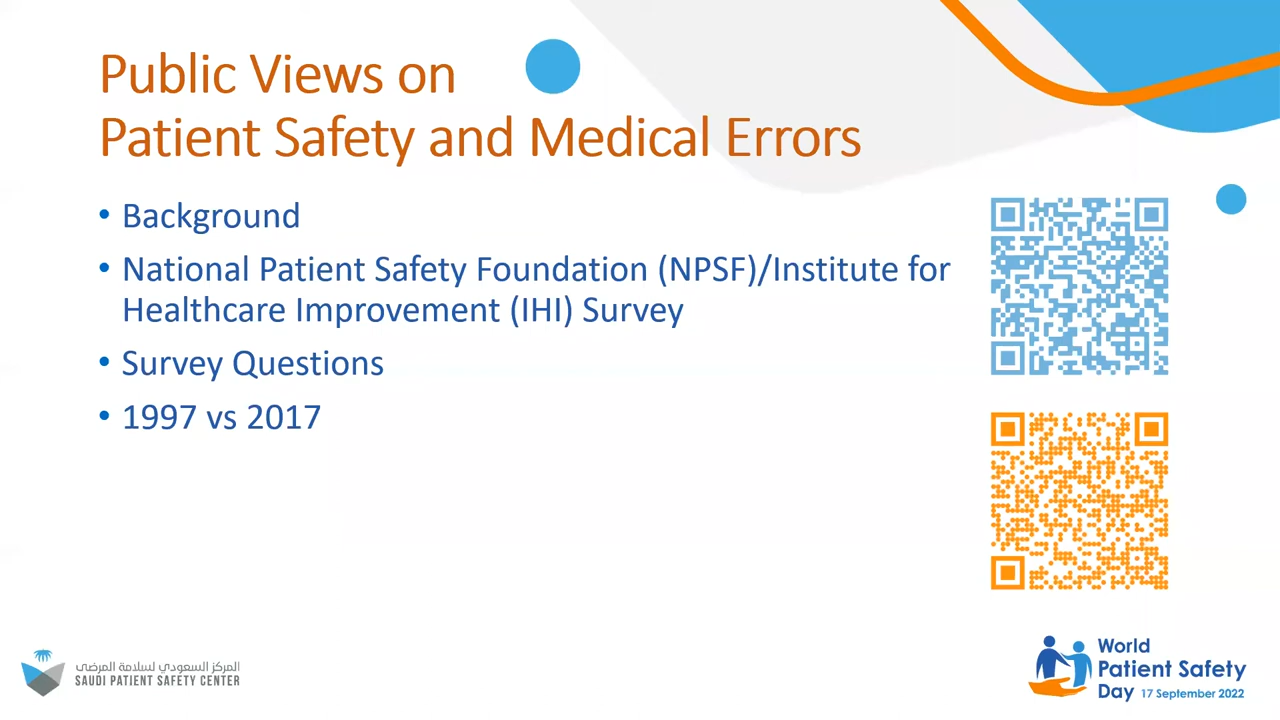 Public Views on
Patient Safety and Medical Errors
• Background
• National Patient Safety Foundation (NPSF)/Institute for
Healthcare Improvement (IHI) Survey
• Survey Questions
• 1997 vs 2017
المركز السعودي لسلامة المرضى
SAUDI PATIENT SAFETY CENTER
World
Patient Safety
Day 17 September 2022